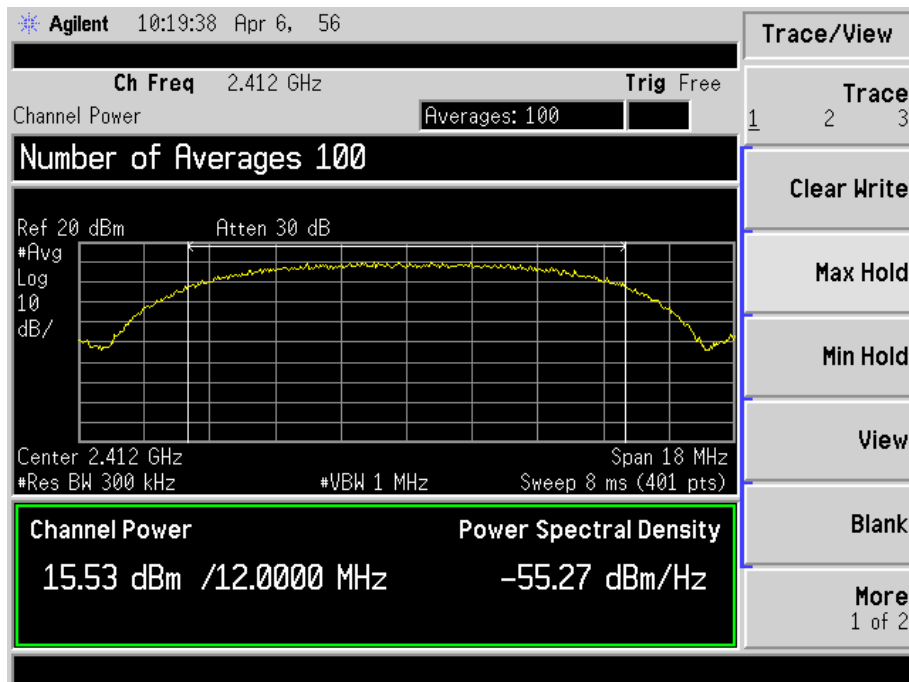 Agilent 10:19:38 Apr 6, 56
Trace/View
Ch Freq 2.412 GHz Trig Free
Channel Power Averages: 100
Number of Averages 100
Ref 20 dBm Atten 30 dB
#Avg
Log
10
dB/
Center 2.412 GHz Span 18 MHz
#Res BW 300 kHz #VBW 1 MHz Sweep 8 ms (401 pts)
Channel Power Power Spectral Density
15.53 dBm /12.0000 MHz -55.27 dBm/Hz
Trace
1 2 3
Clear Write
Max Hold
Min Hold
View
Blank
More
1 of 2